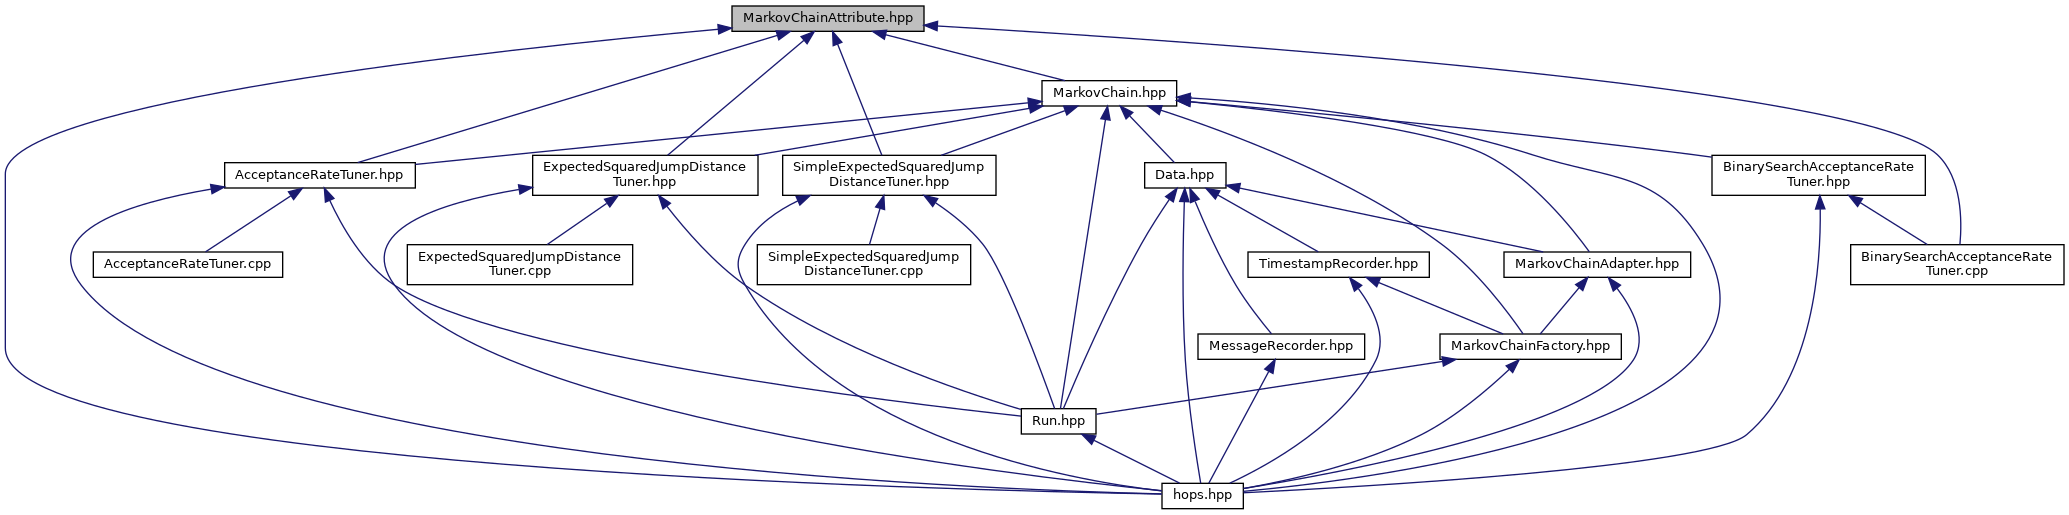 MarkovChainAttribute.hpp
MarkovChain.hpp
AcceptanceRateTuner.hpp
ExpectedSquaredJumpDistance
Tuner.hpp
SimpleExpectedSquaredJump
DistanceTuner.hpp
Data.hpp
BinarySearchAcceptanceRate
Tuner.hpp
AcceptanceRateTuner.cpp
ExpectedSquaredJumpDistance
Tuner.cpp
SimpleExpectedSquaredJump
DistanceTuner.cpp
TimestampRecorder.hpp
MarkovChainAdapter.hpp
BinarySearchAcceptanceRate
Tuner.cpp
MessageRecorder.hpp
MarkovChainFactory.hpp
Run.hpp
hops.hpp